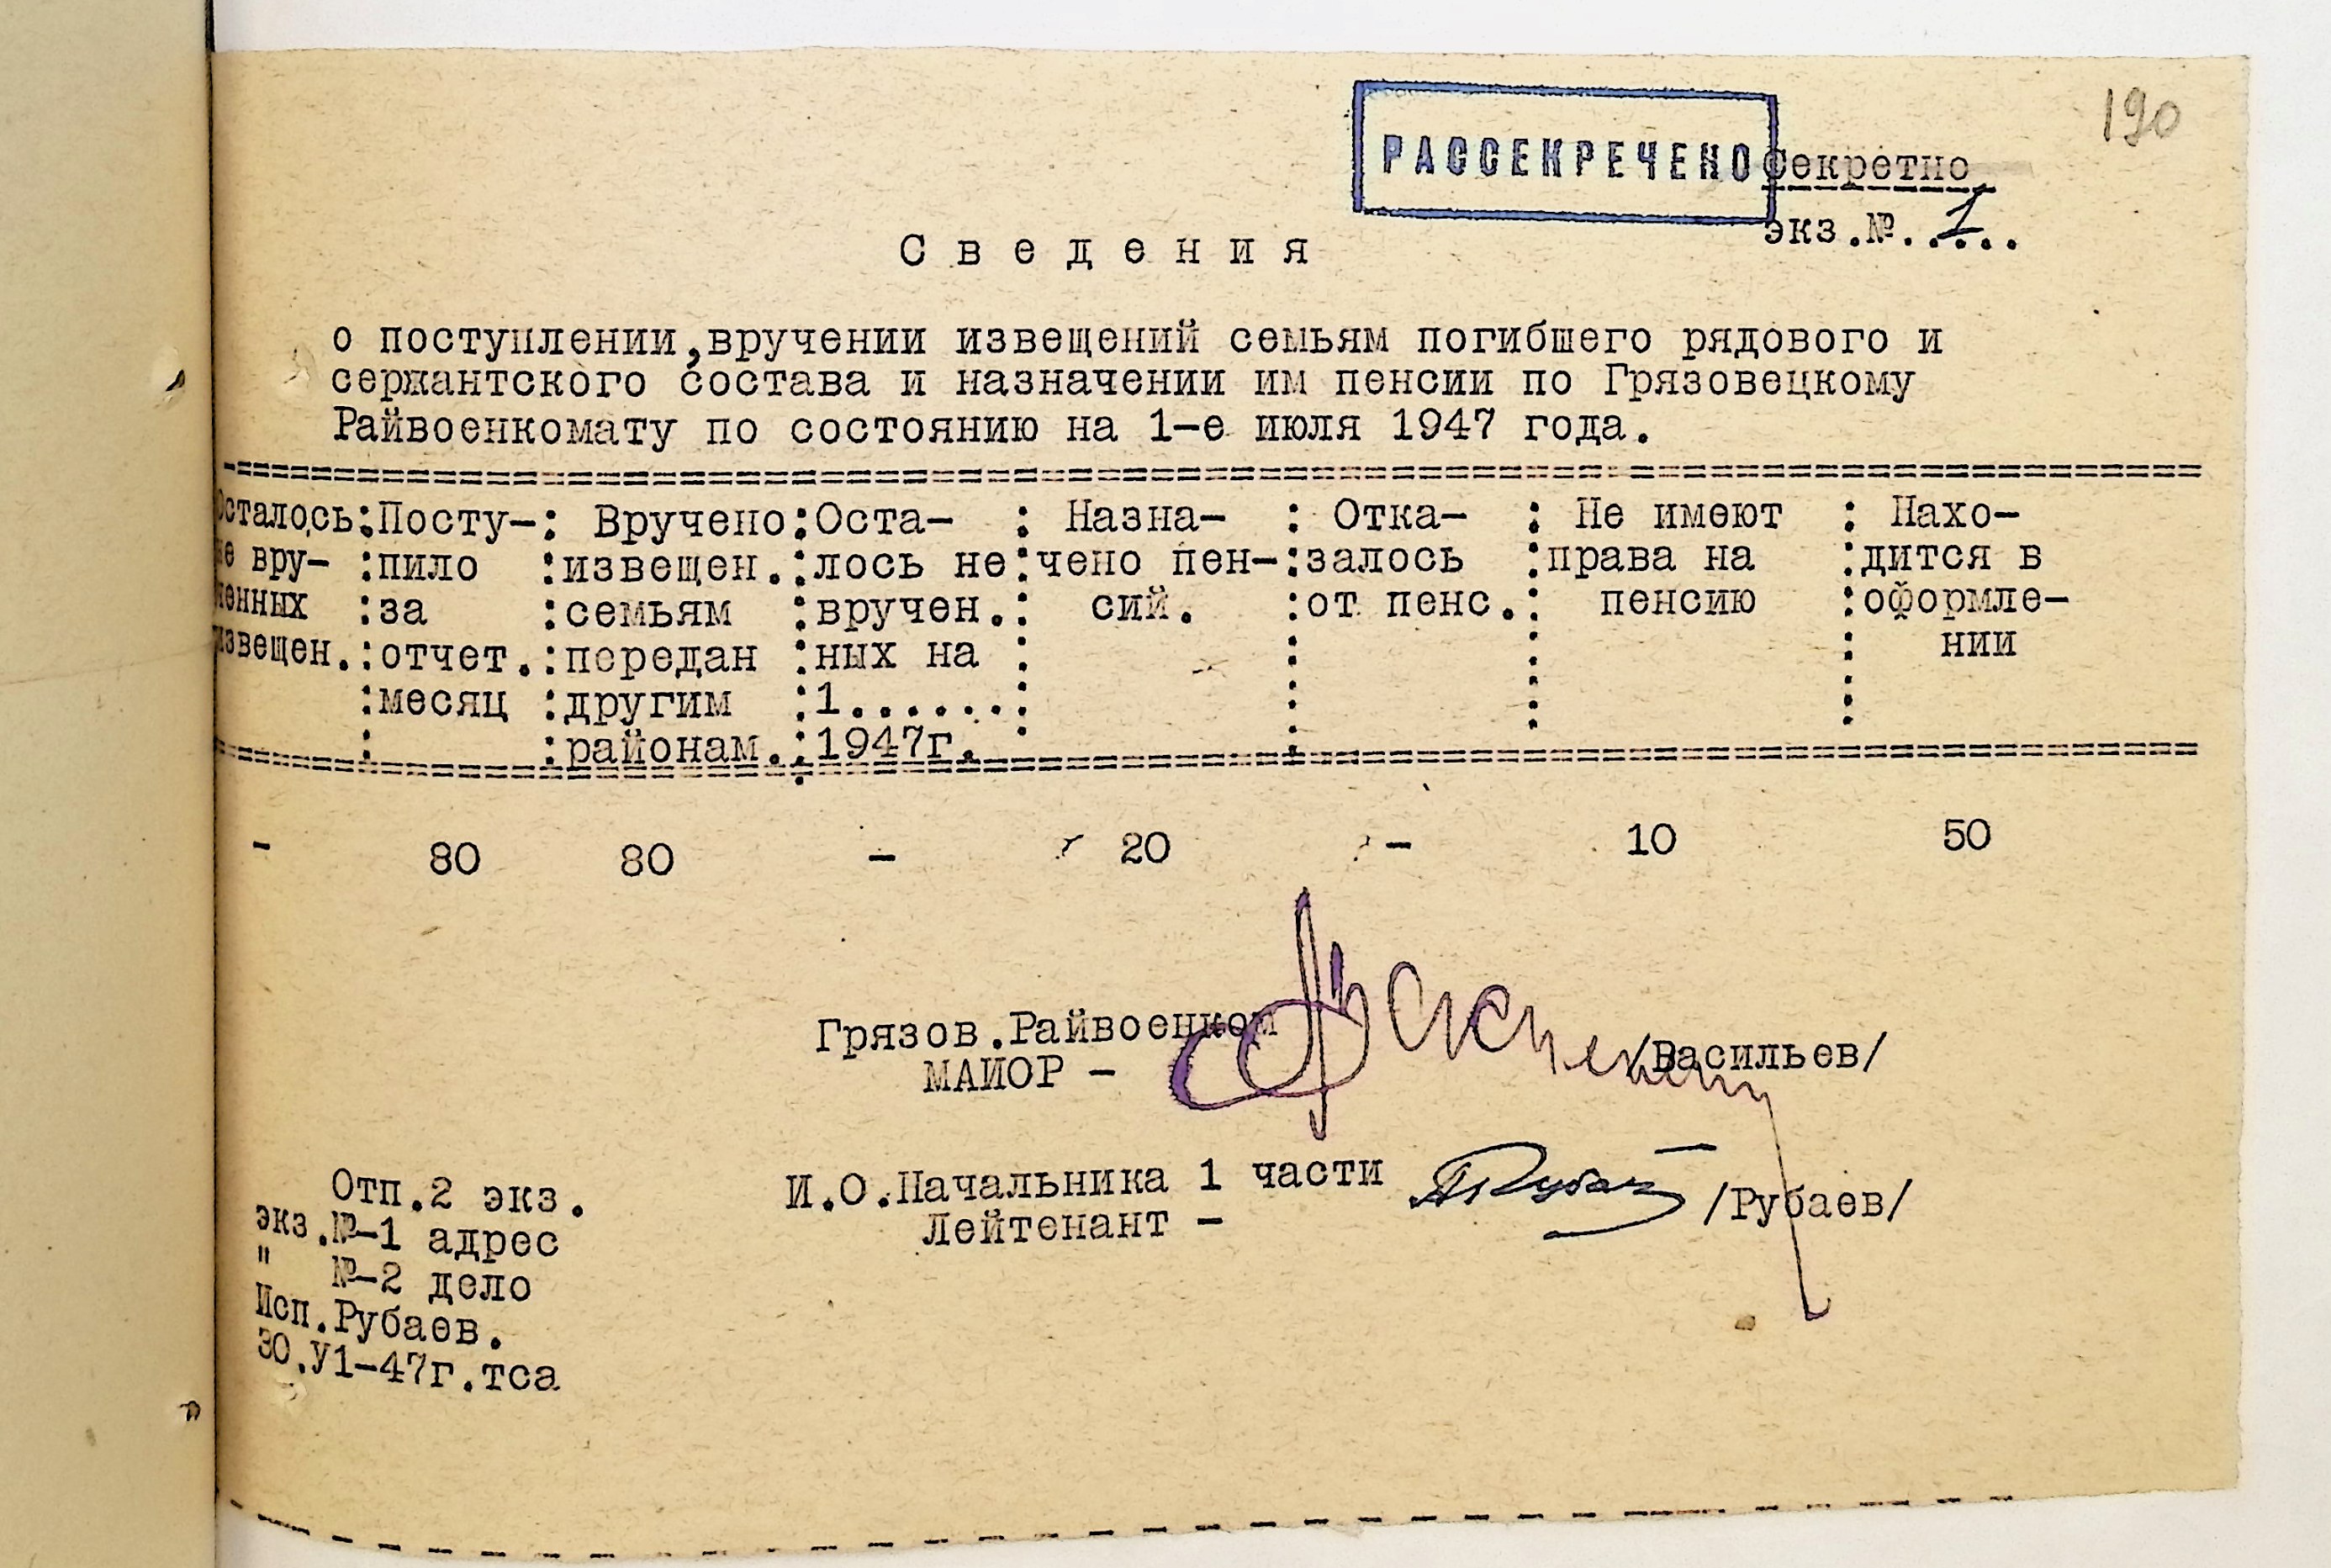 190
РАССЕКРЕЧЕНО
Секретно
экз.№.1....
Сведения
о поступлении,вручении извещений семьям погибшего рядового и
сержантского состава и назначении им пенсии по Грязовецкому
Райвоенкомату по состоянию на 1-е июля 1947 года.
Осталось:Посту-: Вручено:Оста- : Назна- : Отка- : Не имеют : Нахо-
не вру- :пило :извещен.:лось не:чено пен-:залось :права на :дится в
ченных :за :семьям :вручен.: сий. :от пенс.: пенсию :оформле-
извещен.:отчет.:передан :ных на : : : : нии
:месяц :другим :1.......: : : :
: :районам.:1947г. : :
- 80 80 - 20 - 10 50
Грязов.Райвоенком
МАЙОР - /Васильев/
И.О.Начальника 1 части
Лейтенант - /Рубаев/
Отп.2 экз.
экз.№-1 адрес
" №-2 дело
Исп.Рубаев.
30.У1-47г.тса